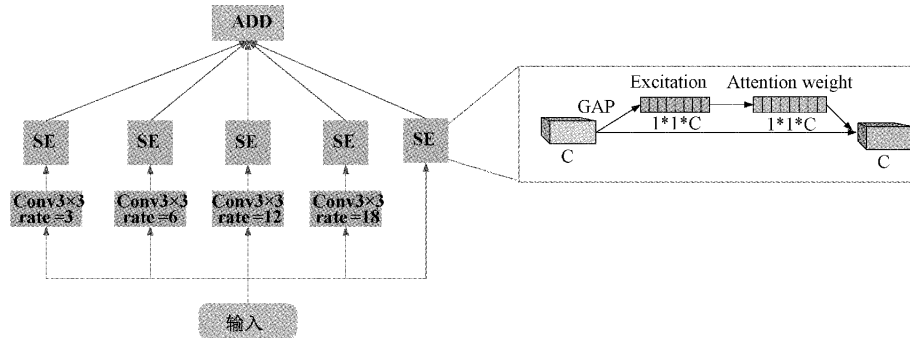 ADD
Excitation
Attention weight
GAP
1*1*C
1*1*C
C
C
SE
SE
SE
SE
SE
Conv3×3
rate=3
Conv3×3
rate=6
Conv3×3
rate=12
Conv3×3
rate=18
输入